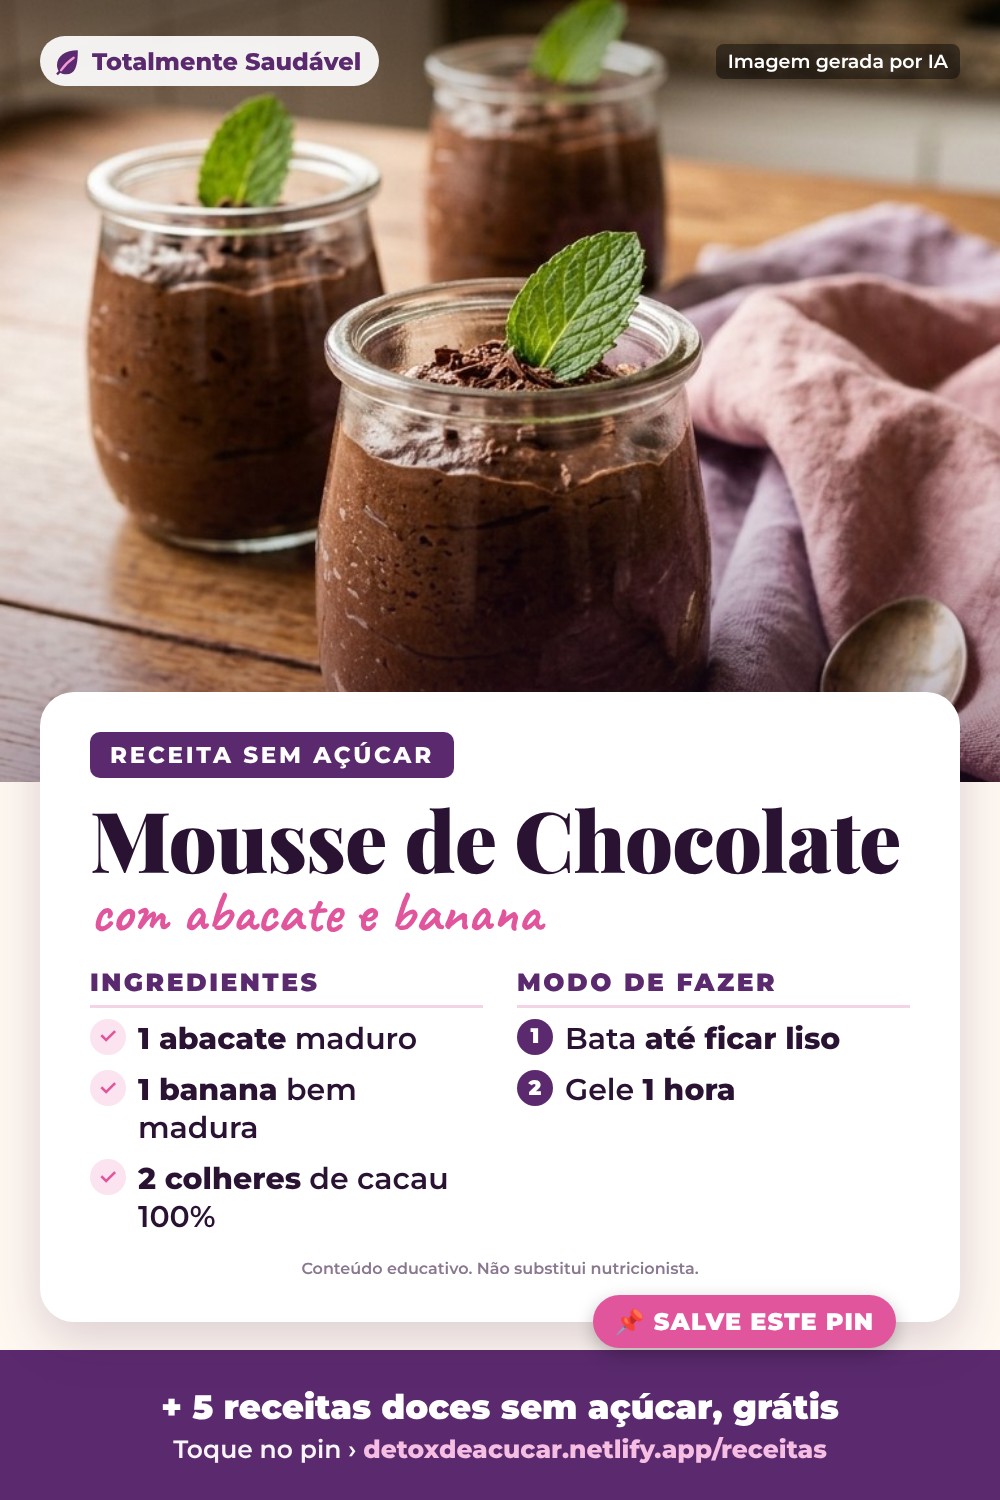 Totalmente Saudável
Imagem gerada por IA
RECEITA SEM AÇÚCAR
Mousse de Chocolate
com abacate e banana
INGREDIENTES
1 abacate maduro
1 banana bem
madura
2 colheres de cacau
100%
MODO DE FAZER
1 Bata até ficar liso
2 Gele 1 hora
Conteúdo educativo. Não substitui nutricionista.
📌 SALVE ESTE PIN
+ 5 receitas doces sem açúcar, grátis
Toque no pin › detoxdeacucar.netlify.app/receitas